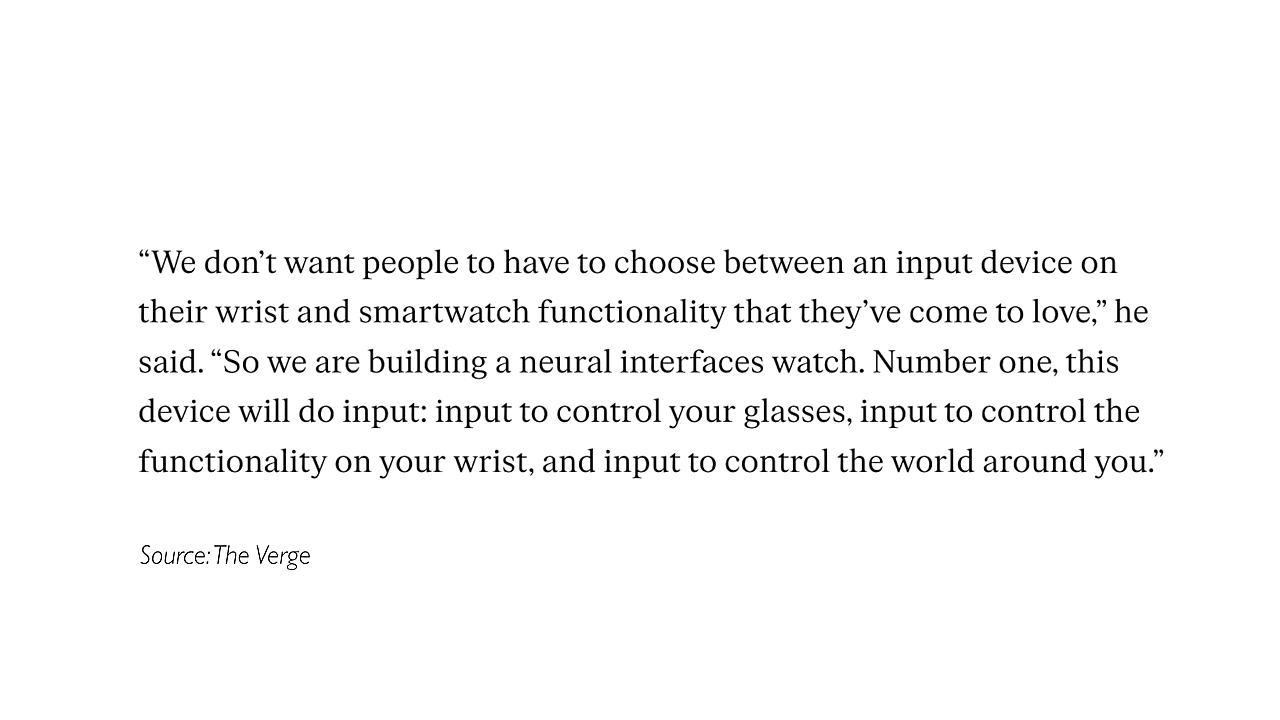 “We don’t want people to have to choose between an input device on
their wrist and smartwatch functionality that they’ve come to love,” he
said. “So we are building a neural interfaces watch. Number one, this
device will do input: input to control your glasses, input to control the
functionality on your wrist, and input to control the world around you.”
Source: The Verge